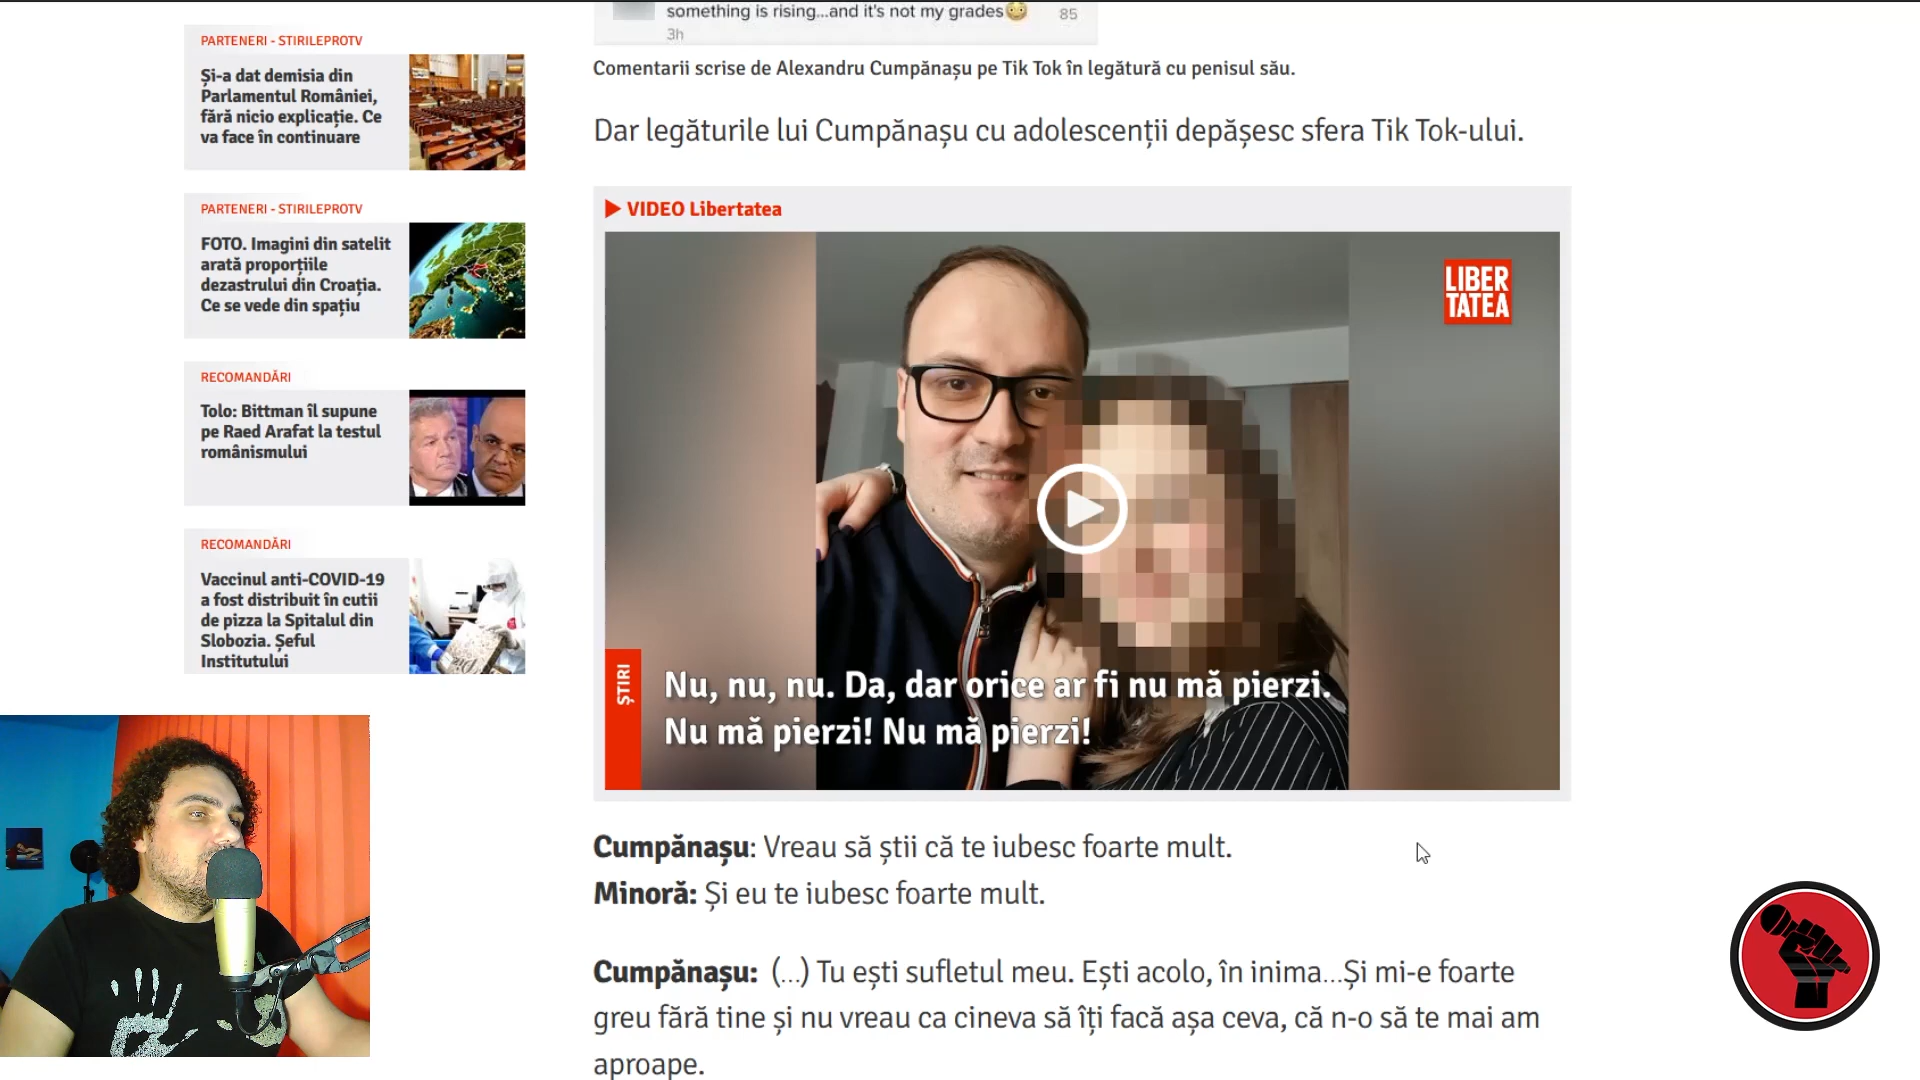 something is rising...and it's not my grades😳
85
3h
Comentarii scrise de Alexandru Cumpănașu pe Tik Tok în legătură cu penisul său.
Dar legăturile lui Cumpănașu cu adolescenții depășesc sfera Tik Tok-ului.
PARTENERI - STIRILEPROTV
Și-a dat demisia din
Parlamentul României,
fără nicio explicație. Ce
va face în continuare
PARTENERI - STIRILEPROTV
FOTO. Imagini din satelit
arată proporțiile
dezastrului din Croația.
Ce se vede din spațiu
RECOMANDĂRI
Tolo: Bittman îl supune
pe Raed Arafat la testul
românismului
RECOMANDĂRI
Vaccinul anti-COVID-19
a fost distribuit în cutii
de pizza la Spitalul din
Slobozia. Șeful
Institutului
VIDEO Libertatea
LIBER
TATEA
ȘTIRI
Nu, nu, nu. Da, dar orice ar fi nu mă pierzi.
Nu mă pierzi! Nu mă pierzi!
Cumpănașu: Vreau să știi că te iubesc foarte mult.
Minoră: Și eu te iubesc foarte mult.
Cumpănașu: (...) Tu ești sufletul meu. Ești acolo, în inima...Și mi-e foarte
greu fără tine și nu vreau ca cineva să îți facă așa ceva, că n-o să te mai am
aproape.